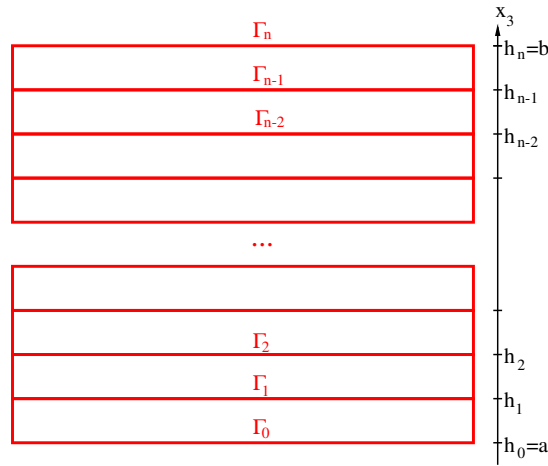 x₃
Γₙ hₙ=b
Γₙ₋₁ hₙ₋₁
Γₙ₋₂ hₙ₋₂
...
Γ₂ h₂
Γ₁ h₁
Γ₀ h₀=a